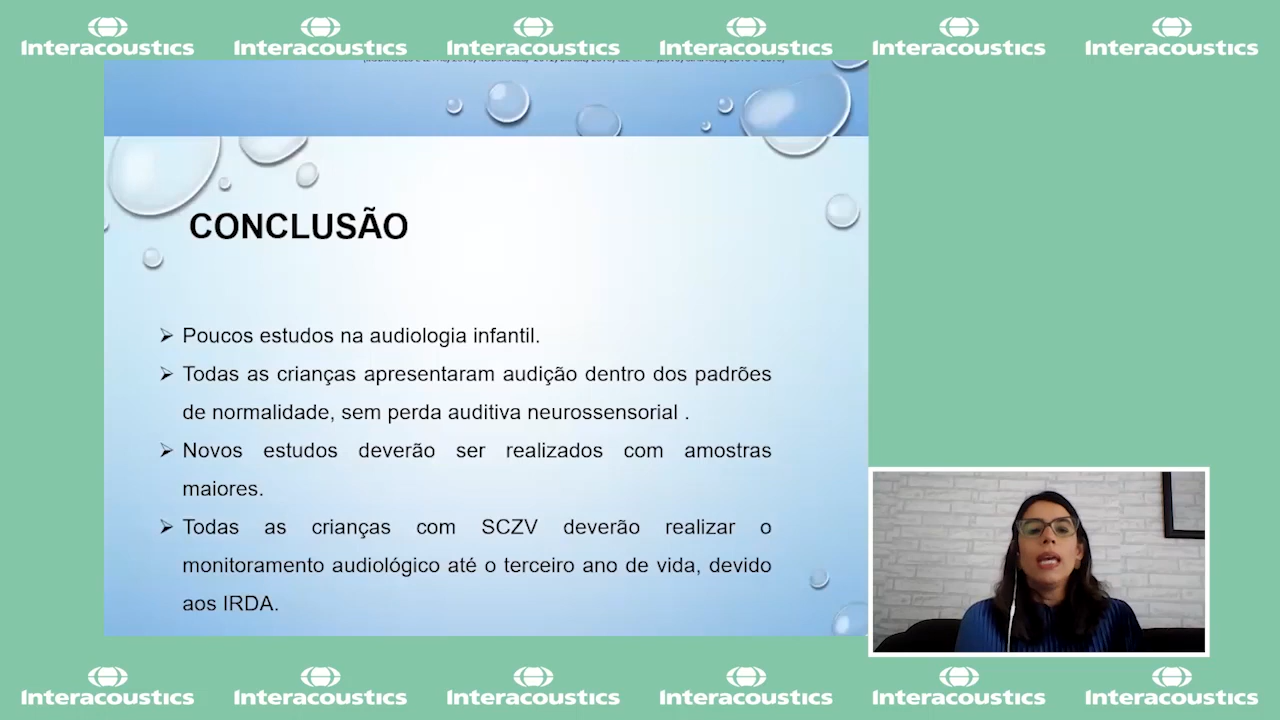 Interacoustics Interacoustics Interacoustics Interacoustics Interacoustics Interacoustics
CONCLUSÃO
➢ Poucos estudos na audiologia infantil.
➢ Todas as crianças apresentaram audição dentro dos padrões
de normalidade, sem perda auditiva neurossensorial .
➢ Novos estudos deverão ser realizados com amostras
maiores.
➢ Todas as crianças com SCZV deverão realizar o
monitoramento audiológico até o terceiro ano de vida, devido
aos IRDA.
Interacoustics Interacoustics Interacoustics Interacoustics Interacoustics Interacoustics